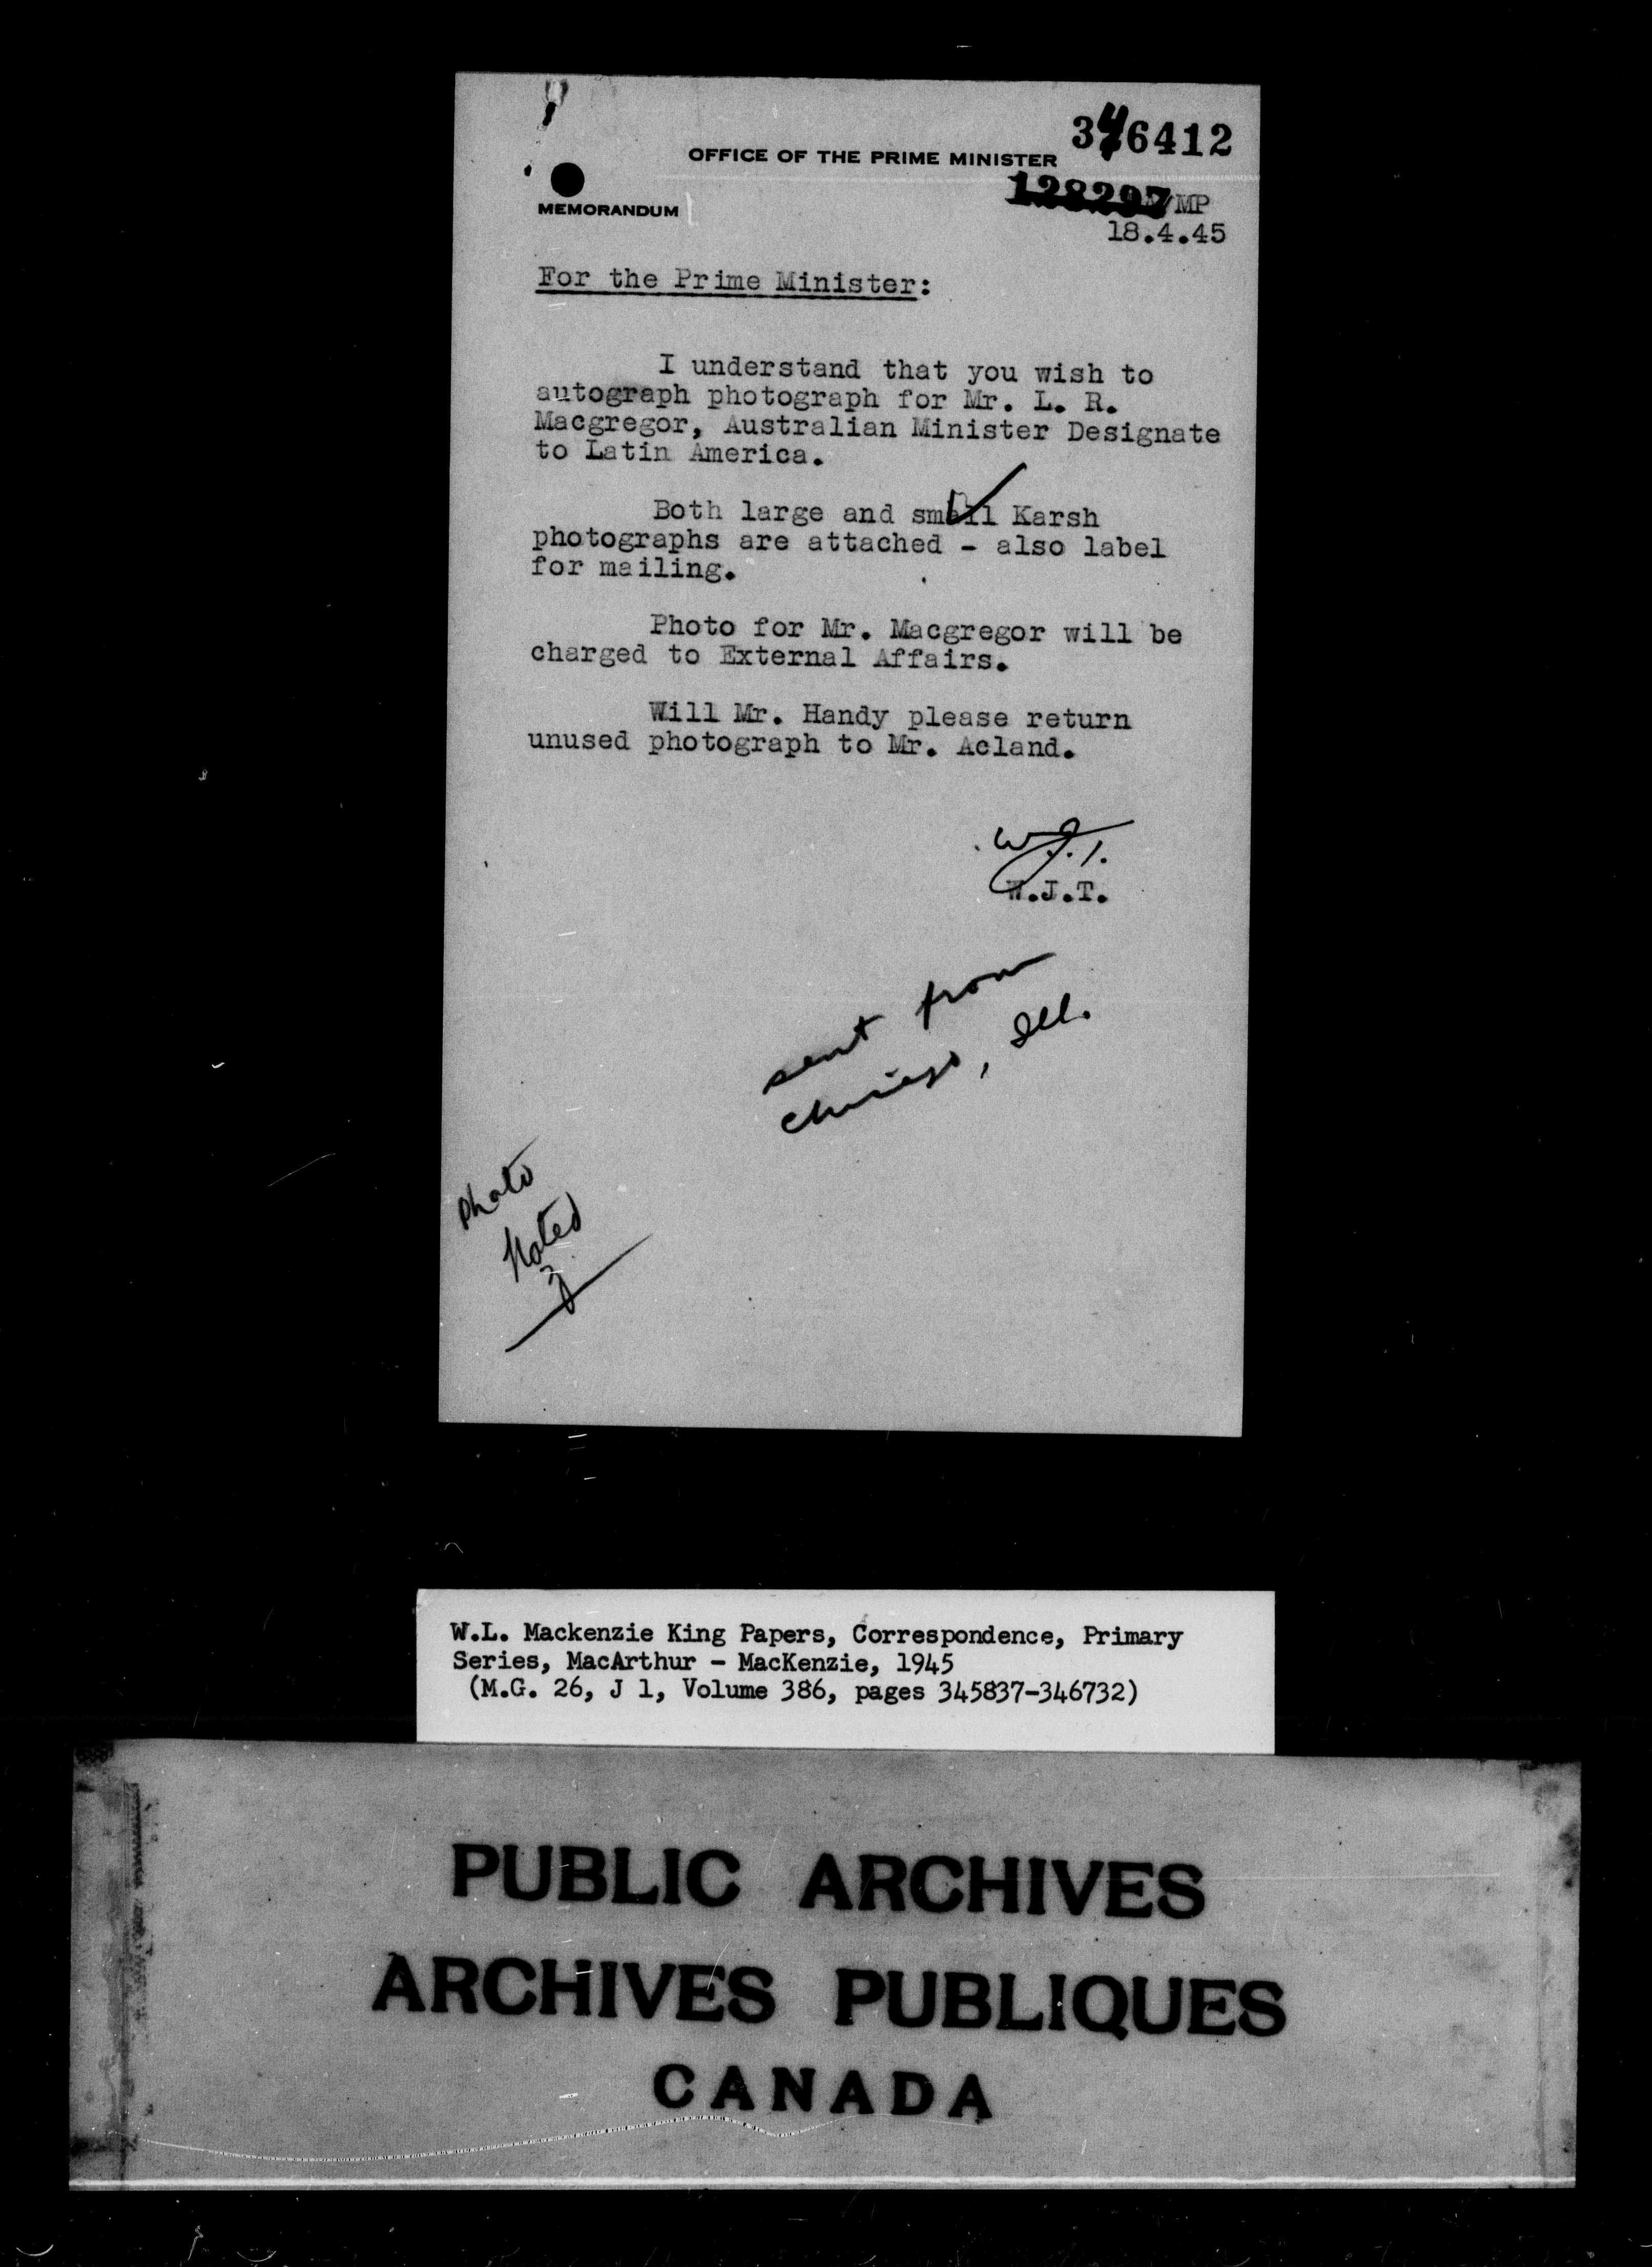 346412
OFFICE OF THE PRIME MINISTER
128297
/MP
MEMORANDUM
18.4.45
For the Prime Minister:
I understand that you wish to
autograph photograph for Mr. L. R.
Macgregor, Australian Minister Designate
to Latin America.
Both large and small Karsh
photographs are attached - also label
for mailing.
Photo for Mr. Macgregor will be
charged to External Affairs.
Will Mr. Handy please return
unused photograph to Mr. Acland.
W.J.T.
W.J.T.
sent from
Chicago, Ill.
Photo
Noted
W.L. Mackenzie King Papers, Correspondence, Primary
Series, MacArthur - MacKenzie, 1945
(M.G. 26, J 1, Volume 386, pages 345837-346732)
PUBLIC ARCHIVES
ARCHIVES PUBLIQUES
CANADA